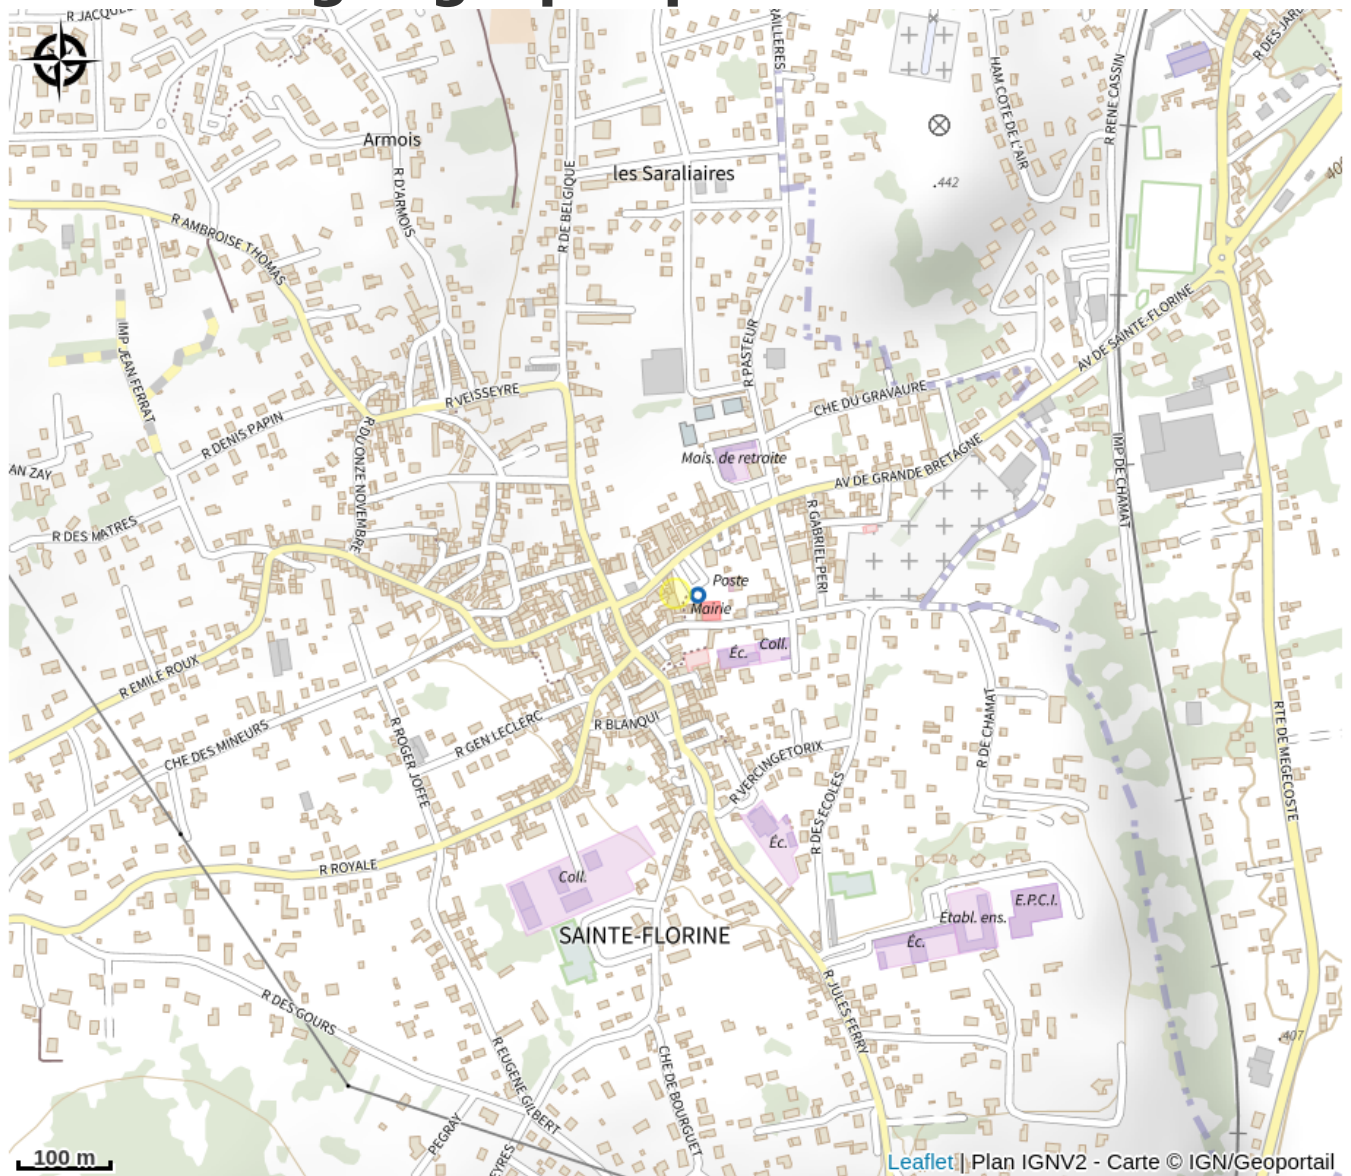 R JACQUE
RAILLERES
R DES JARD
HAM COTE DE L'AIR
R RENE CASSIN
Armois
les Saraliaires
.442
R D'ARMOIS
R DE BELGIQUE
R AMBROISE THOMAS
IMP JEAN FERRAT
R PASTEUR
AV DE SAINTE-FLORINE
R VEISSEYRE
CHE DU GRAVAURE
R DENIS PAPIN
R DU ONZE NOVEMBRE
AN ZAY
Mais. de retraite
AV DE GRANDE BRETAGNE
IMP DE CHAMAT
R DES MATRES
R GABRIEL PERI
Poste
Mairie
Éc.
Coll.
R EMILE ROUX
CHE DES MINEURS
R ROGER JOFFE
R GEN LECLERC
R BLANQUI
R VERCINGETORIX
R DE CHAMAT
RTE DE MEGECOSTE
R DES ECOLES
Éc.
R ROYALE
Coll.
E.P.C.I.
Etabl. ens.
SAINTE-FLORINE
Éc.
R DES GOURS
R JULES FERRY
.407
R EUGENE GILBERT
CHE DE BOURGUET
PEGRAY
EYRES
100 m
Leaflet | Plan IGNV2 - Carte © IGN/Geoportail